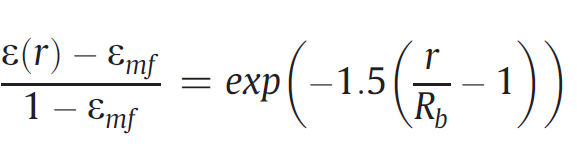 (ε(r) − ε_mf) / (1 − ε_mf) = exp(−1.5(r/R_b − 1))